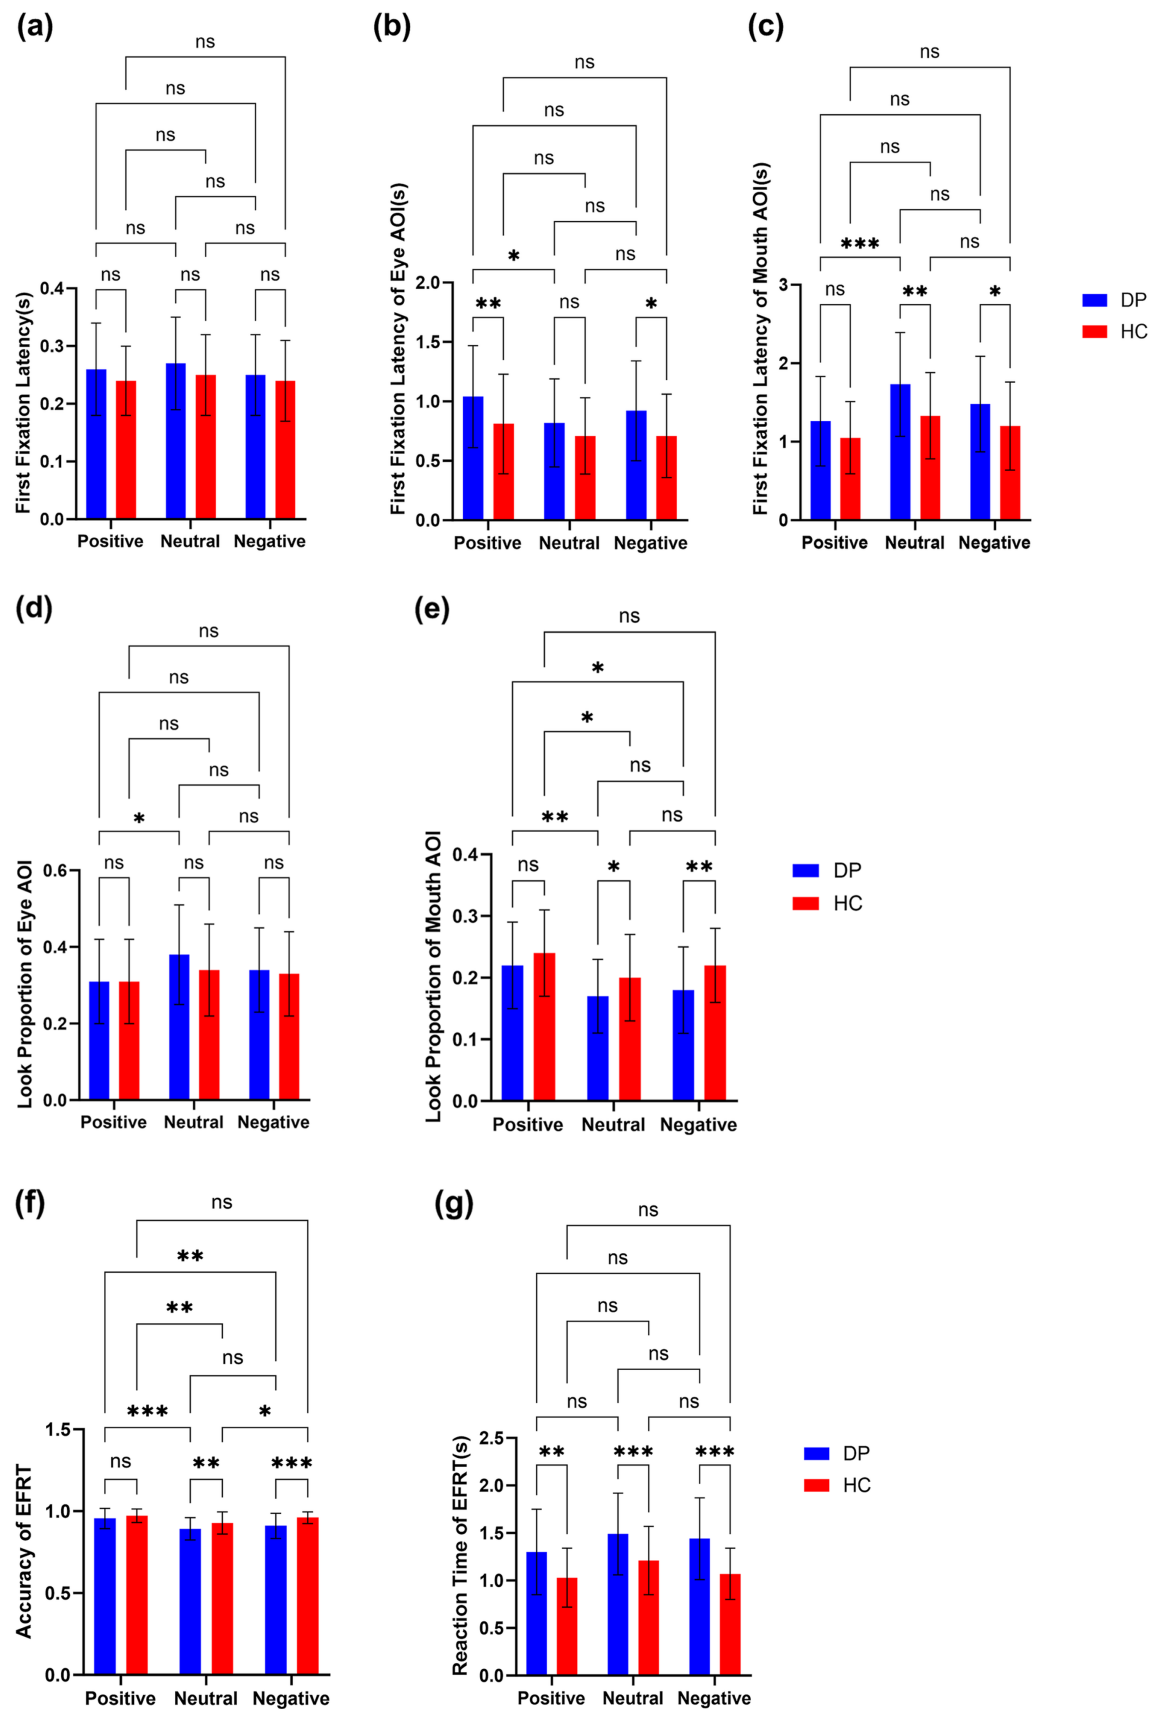 (a)
ns
ns
ns
ns
ns
ns
ns
ns
ns
First Fixation Latency(s)
0.4
0.3
0.2
0.1
0.0
Positive
Neutral
Negative
(b)
ns
ns
ns
ns
*
ns
**
ns
*
First Fixation Latency of Eye AOI(s)
2.0
1.5
1.0
0.5
0.0
Positive
Neutral
Negative
(c)
ns
ns
ns
ns
***
ns
ns
**
*
First Fixation Latency of Mouth AOI(s)
3
2
1
0
Positive
Neutral
Negative
DP
HC
(d)
ns
ns
ns
ns
*
ns
ns
ns
ns
Look Proportion of Eye AOI
0.6
0.4
0.2
0.0
Positive
Neutral
Negative
(e)
ns
*
*
ns
**
ns
ns
*
**
Look Proportion of Mouth AOI
0.4
0.3
0.2
0.1
0.0
Positive
Neutral
Negative
DP
HC
(f)
ns
**
**
ns
***
*
ns
**
***
Accuracy of EFRT
1.5
1.0
0.5
0.0
Positive
Neutral
Negative
(g)
ns
ns
ns
ns
ns
ns
**
***
***
Reaction Time of EFRT(s)
2.5
2.0
1.5
1.0
0.5
0.0
Positive
Neutral
Negative
DP
HC